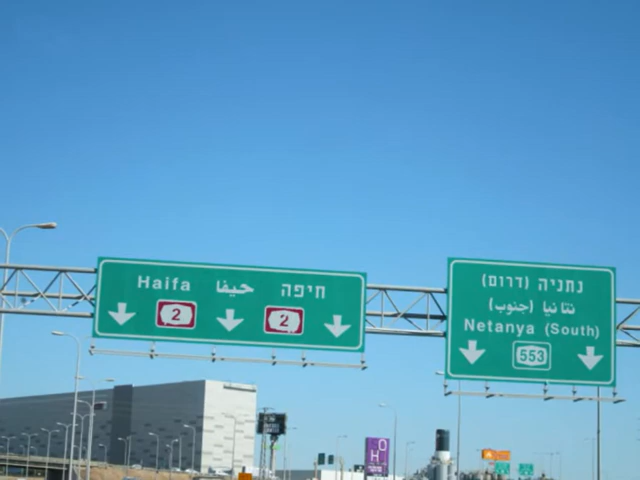 Haifa حيفا חיפה
2 2
נתניה (דרום)
نتانيا (جنوب)
Netanya (South)
553